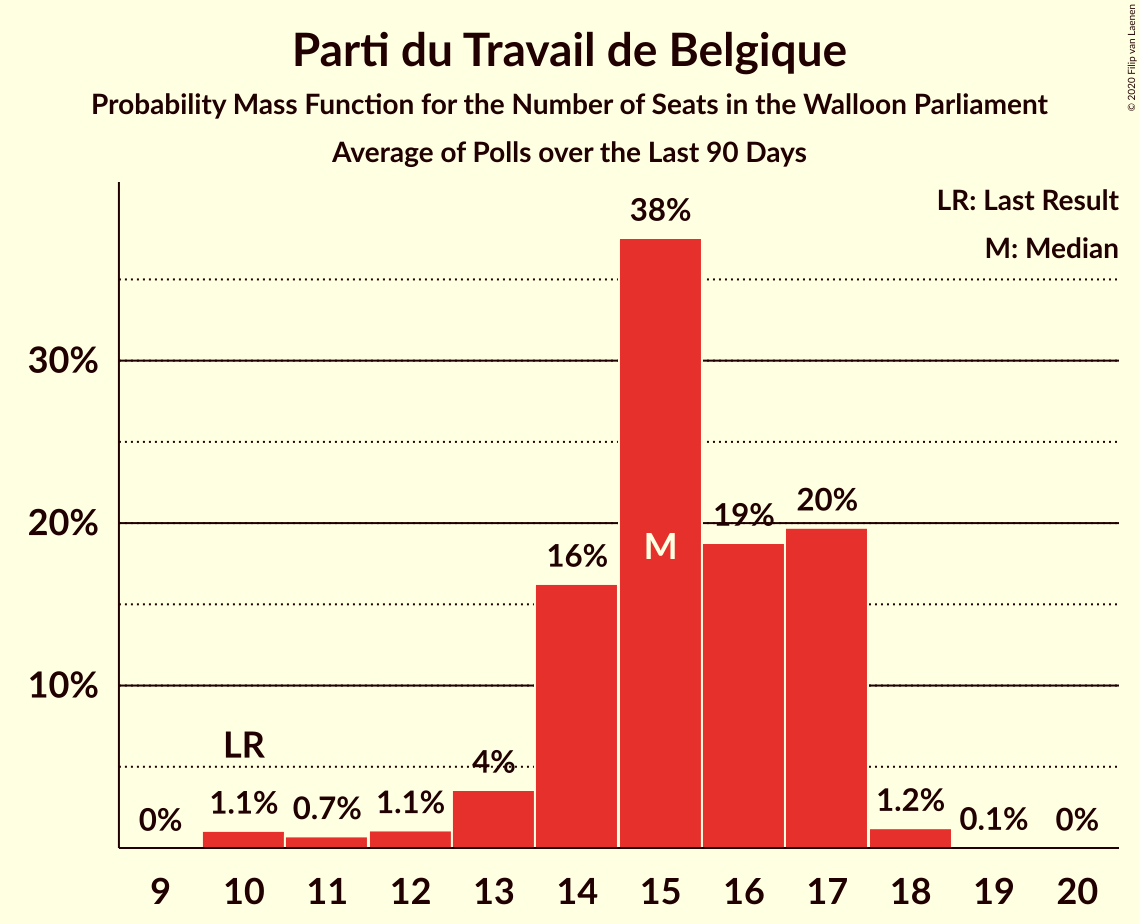 Parti du Travail de Belgique
Probability Mass Function for the Number of Seats in the Walloon Parliament
Average of Polls over the Last 90 Days
© 2020 Filip van Laenen
LR: Last Result
M: Median
38%
30%
20%
19%
20%
16%
M
10%
LR
4%
0%
1.1%
0.7%
1.1%
1.2%
0.1%
0%
9 10 11 12 13 14 15 16 17 18 19 20